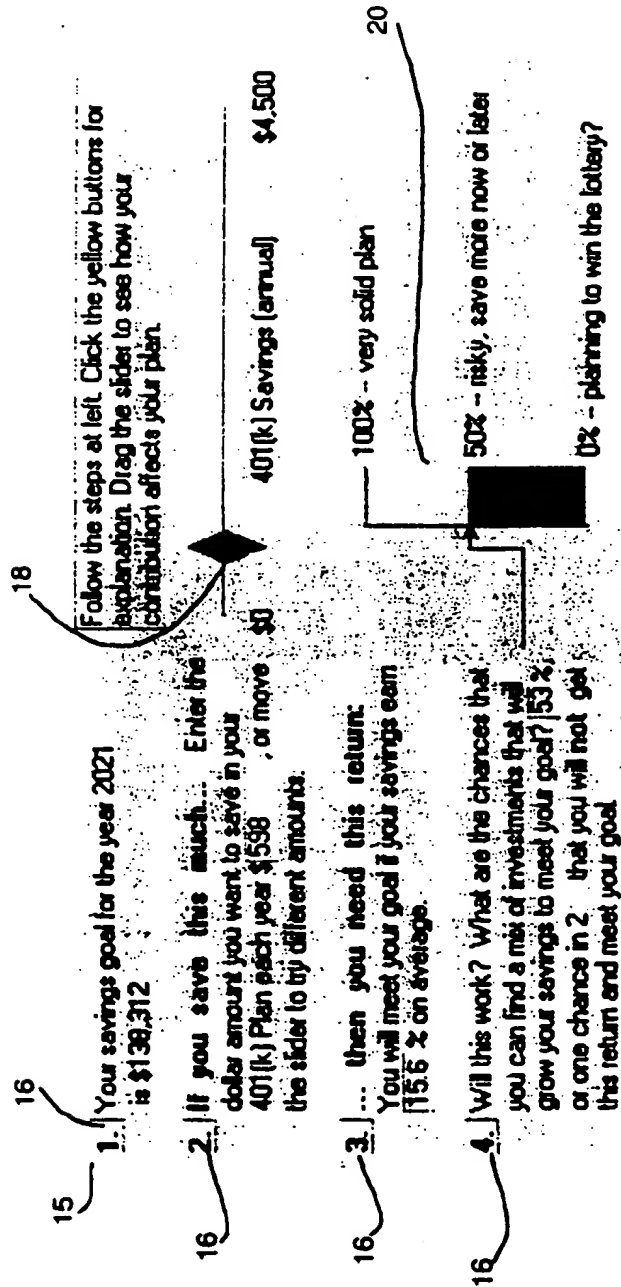 15
16
18
Follow the steps at left. Click the yellow buttons for
explanation. Drag the slider to see how your
contribution affects your plan.
1. Your savings goal for the year 2021
is $138,312
16
2. If you save this much... Enter the
dollar amount you want to save in your
401(k) Plan each year $ 598 , or move
the slider to try different amounts.
$0
401(k) Savings (annual)
$4,500
16
3. ... then you need this return:
You will meet your goal if your savings earn
15.6 % on average.
16
4. Will this work? What are the chances that
you can find a mix of investments that will
grow your savings to meet your goal? 53 %,
or one chance in 2 that you will not get
this return and meet your goal.
100% -- very solid plan
20
50% -- risky, save more now or later
0% -- planning to win the lottery?